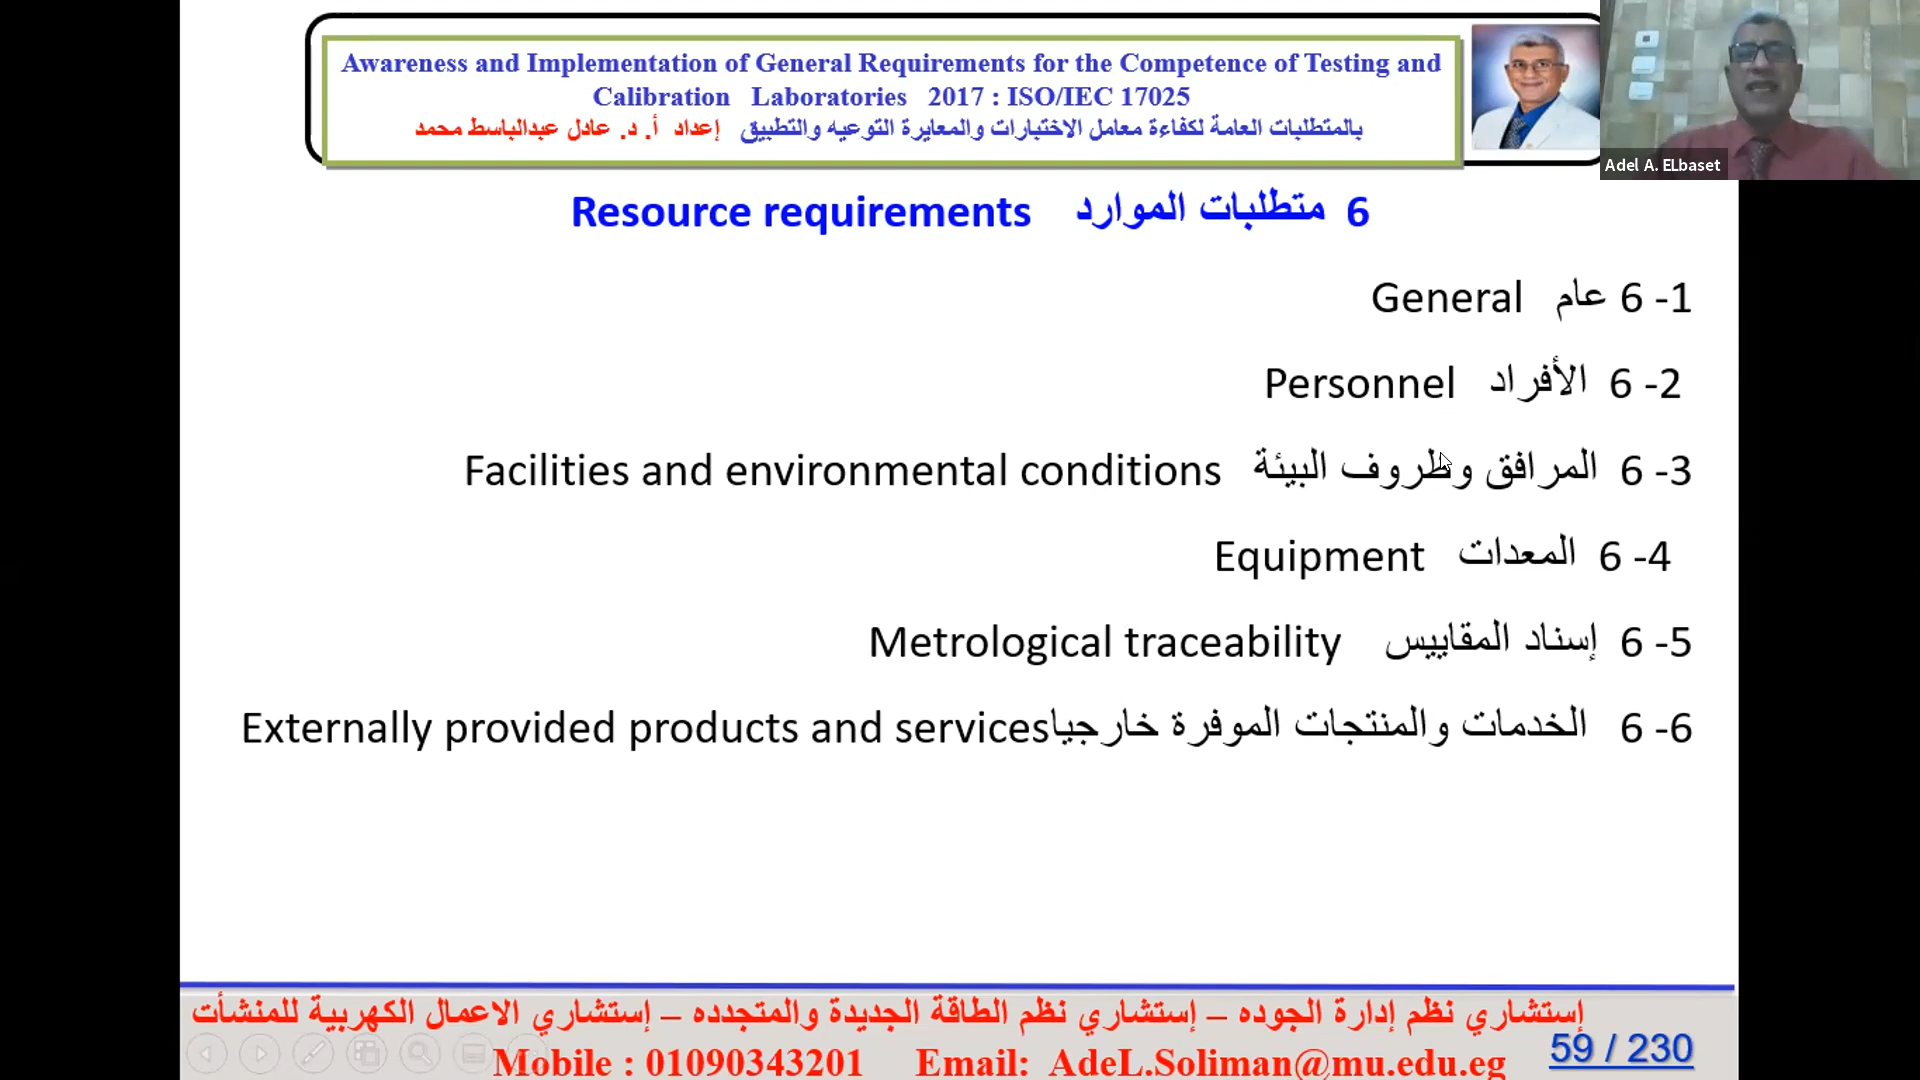 Awareness and Implementation of General Requirements for the Competence of Testing and
Calibration Laboratories 2017 : ISO/IEC 17025
بالمتطلبات العامة لكفاءة معامل الاختبارات والمعايرة التوعيه والتطبيق إعداد أ. د. عادل عبدالباسط محمد
Adel A. ELbaset
6 متطلبات الموارد Resource requirements
6 -1 عام General
6 -2 الأفراد Personnel
6 -3 المرافق وظروف البيئة Facilities and environmental conditions
6 -4 المعدات Equipment
6 -5 إسناد المقاييس Metrological traceability
6 -6 الخدمات والمنتجات الموفرة خارجيا Externally provided products and services
إستشاري نظم إدارة الجوده – إستشاري نظم الطاقة الجديدة والمتجدده – إستشاري الاعمال الكهربية للمنشأت
Mobile : 01090343201 Email: AdeL.Soliman@mu.edu.eg
59 / 230